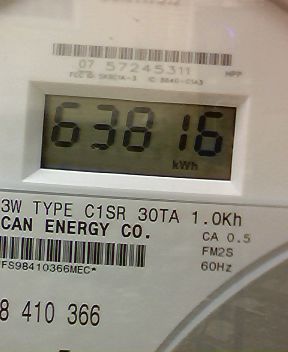 07 57245311
HPP
63816
kWh
3W TYPE C1SR 30TA 1.0Kh
CAN ENERGY CO.
CA 0.5
FM2S
60Hz
*FS98410366MEC*
8 410 366